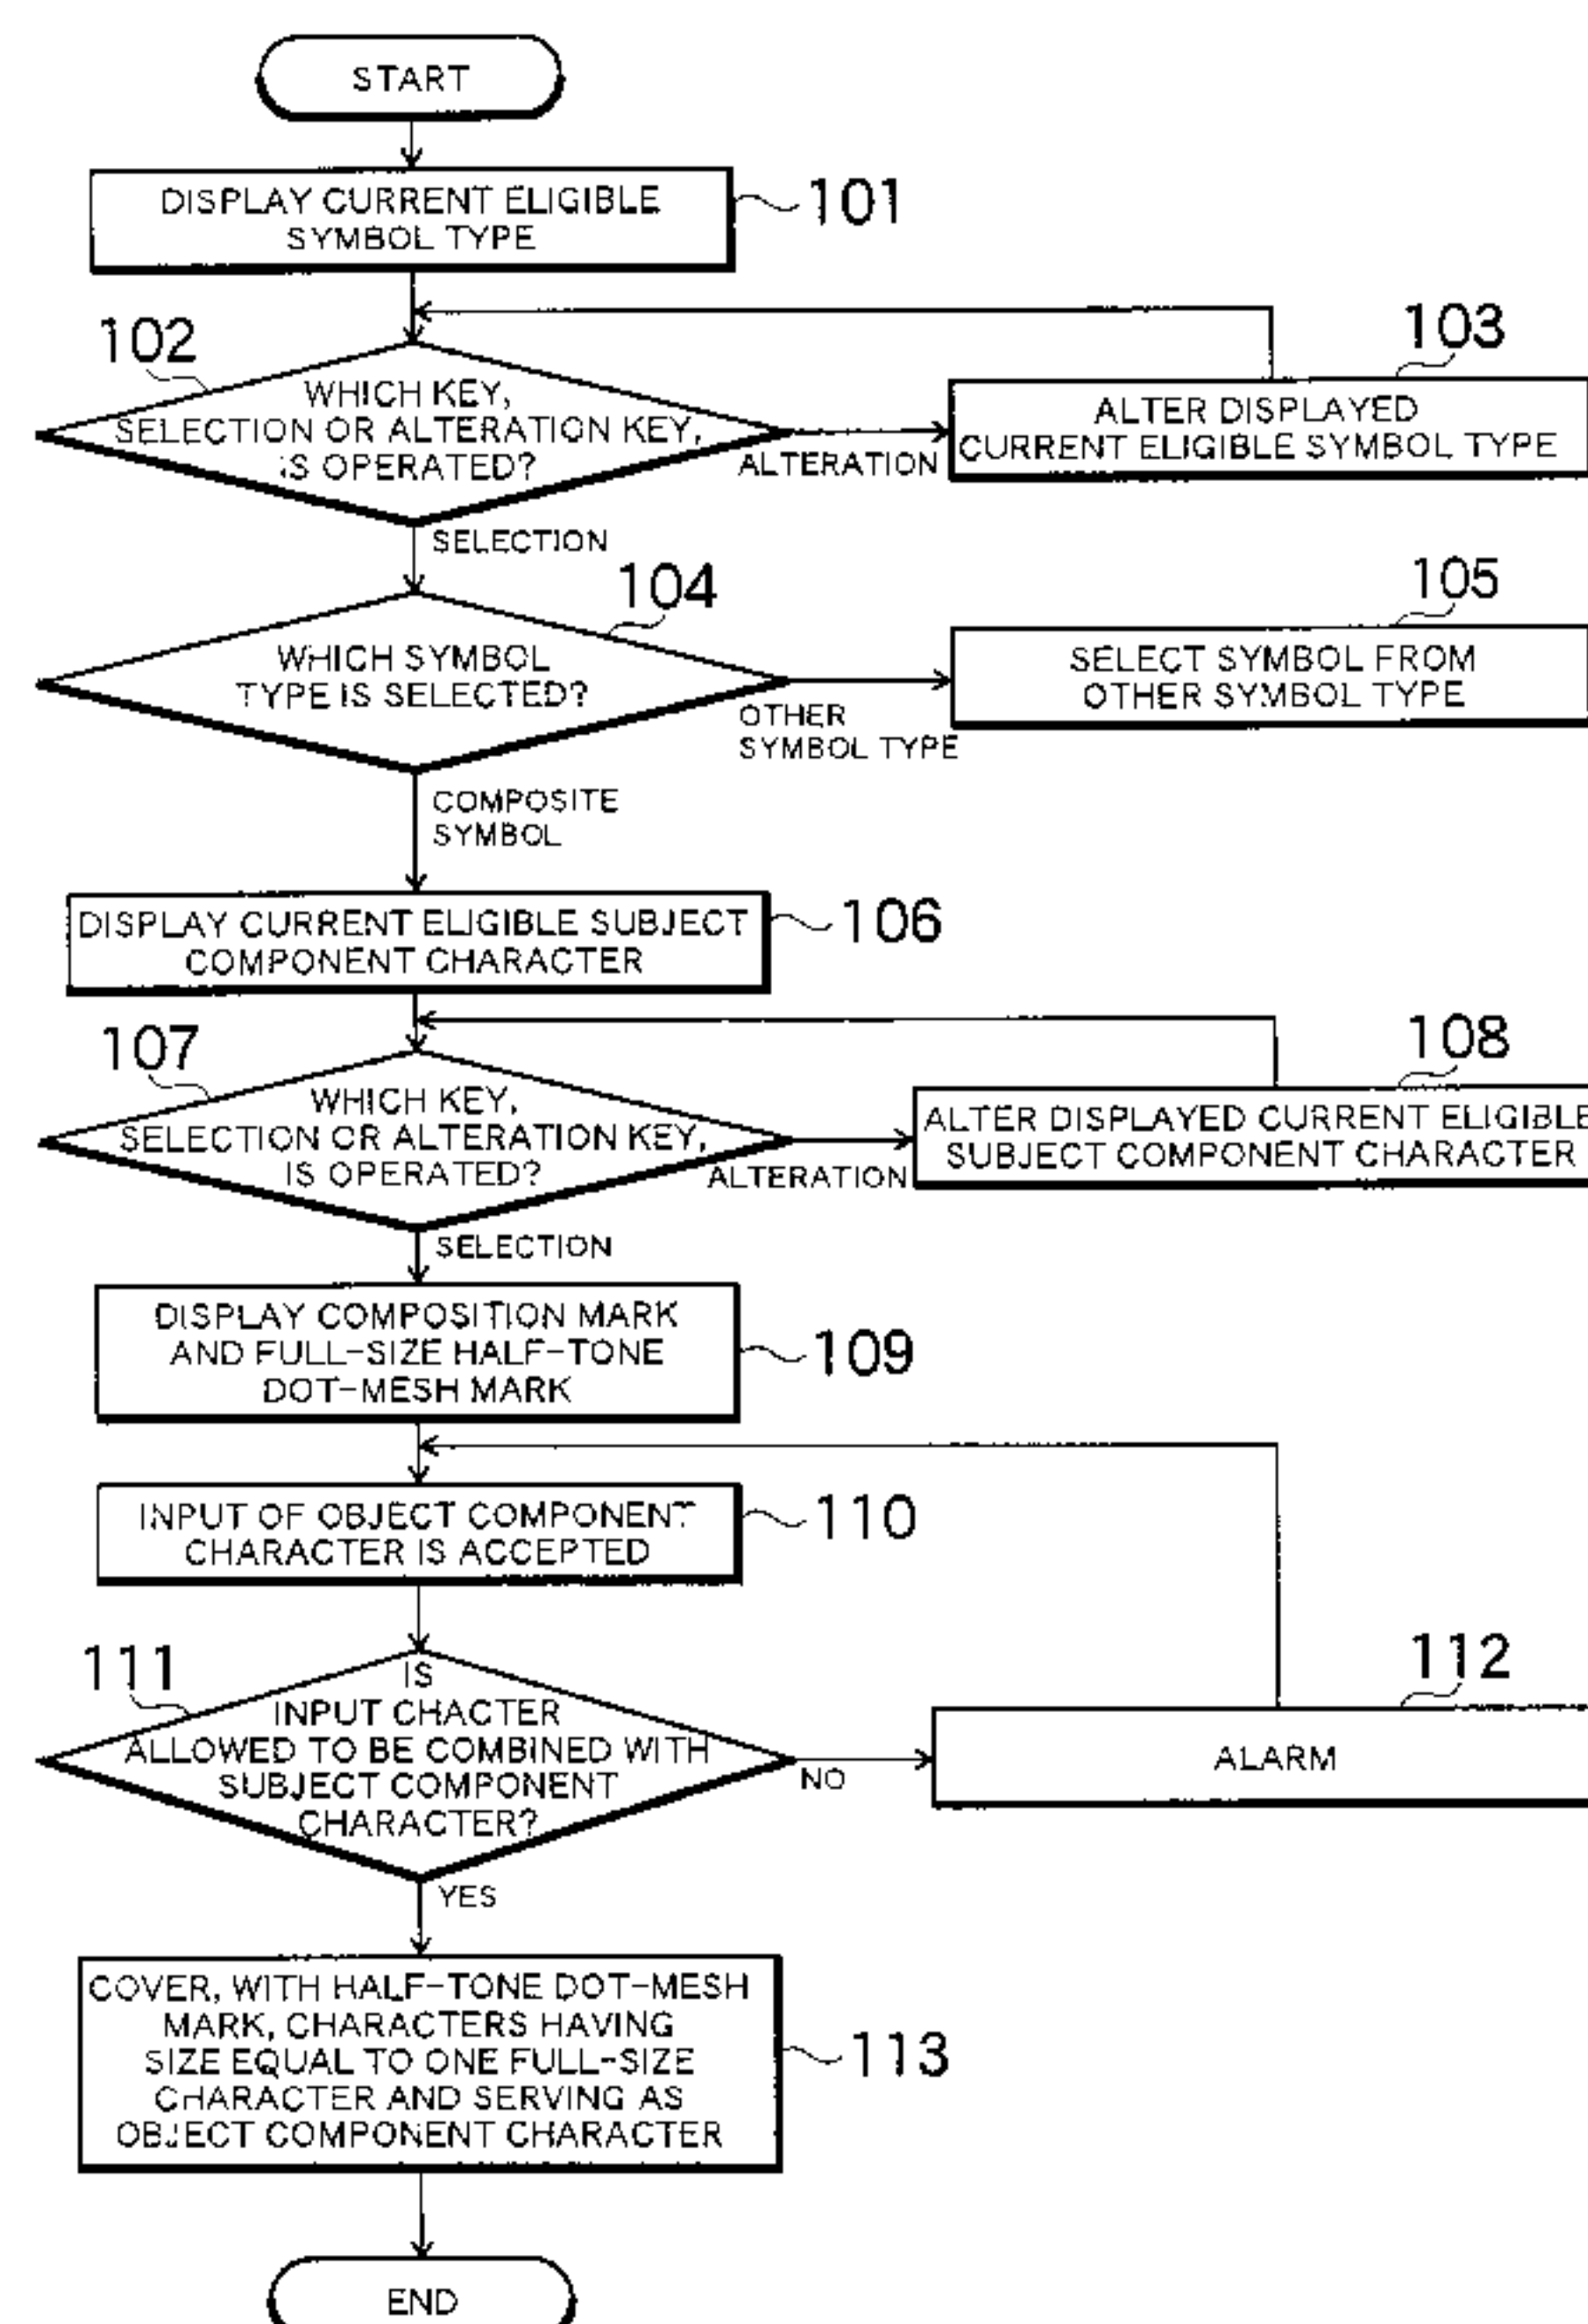 START
DISPLAY CURRENT ELIGIBLE
SYMBOL TYPE
101
102
WHICH KEY,
SELECTION OR ALTERATION KEY,
IS OPERATED?
ALTERATION
103
ALTER DISPLAYED
CURRENT ELIGIBLE SYMBOL TYPE
SELECTION
104
WHICH SYMBOL
TYPE IS SELECTED?
OTHER
SYMBOL TYPE
105
SELECT SYMBOL FROM
OTHER SYMBOL TYPE
COMPOSITE
SYMBOL
DISPLAY CURRENT ELIGIBLE SUBJECT
COMPONENT CHARACTER
106
107
WHICH KEY,
SELECTION OR ALTERATION KEY,
IS OPERATED?
ALTERATION
108
ALTER DISPLAYED CURRENT ELIGIBLE
SUBJECT COMPONENT CHARACTER
SELECTION
DISPLAY COMPOSITION MARK
AND FULL-SIZE HALF-TONE
DOT-MESH MARK
109
INPUT OF OBJECT COMPONENT
CHARACTER IS ACCEPTED
110
111
IS
INPUT CHACTER
ALLOWED TO BE COMBINED WITH
SUBJECT COMPONENT
CHARACTER?
NO
112
ALARM
YES
COVER, WITH HALF-TONE DOT-MESH
MARK, CHARACTERS HAVING
SIZE EQUAL TO ONE FULL-SIZE
CHARACTER AND SERVING AS
OBJECT COMPONENT CHARACTER
113
END